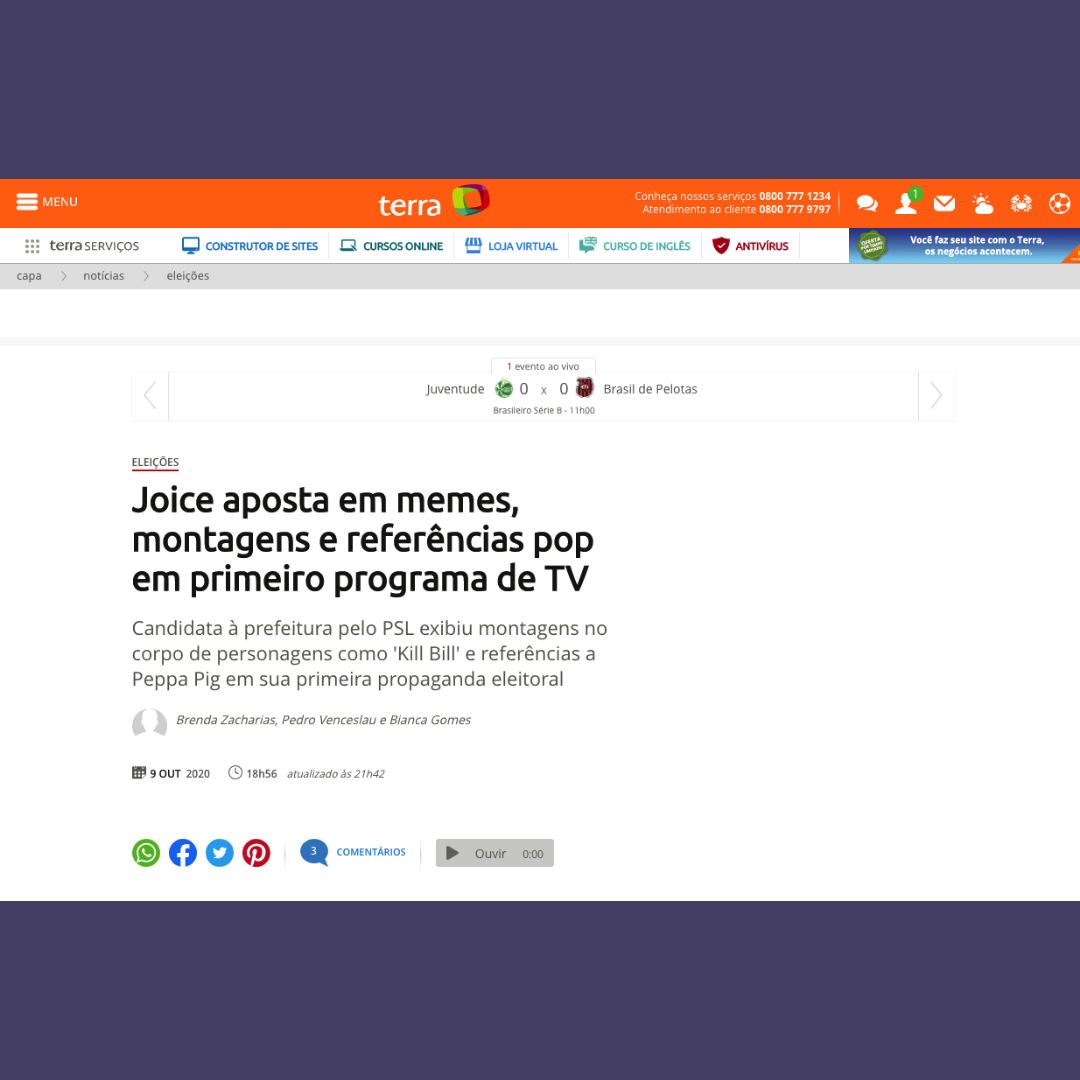 MENU
terra
Conheça nossos serviços 0800 777 1234
Atendimento ao cliente 0800 777 9797
1
terra SERVIÇOS
CONSTRUTOR DE SITES
CURSOS ONLINE
LOJA VIRTUAL
CURSO DE INGLÊS
ANTIVÍRUS
Você faz seu site com o Terra,
os negócios acontecem.
capa
notícias
eleições
1 evento ao vivo
Juventude 0 x 0 Brasil de Pelotas
Brasileiro Série B - 11h00
ELEIÇÕES
Joice aposta em memes,
montagens e referências pop
em primeiro programa de TV
Candidata à prefeitura pelo PSL exibiu montagens no
corpo de personagens como 'Kill Bill' e referências a
Peppa Pig em sua primeira propaganda eleitoral
Brenda Zacharias, Pedro Venceslau e Bianca Gomes
9 OUT 2020 18h56 atualizado às 21h42
3 COMENTÁRIOS
Ouvir 0:00